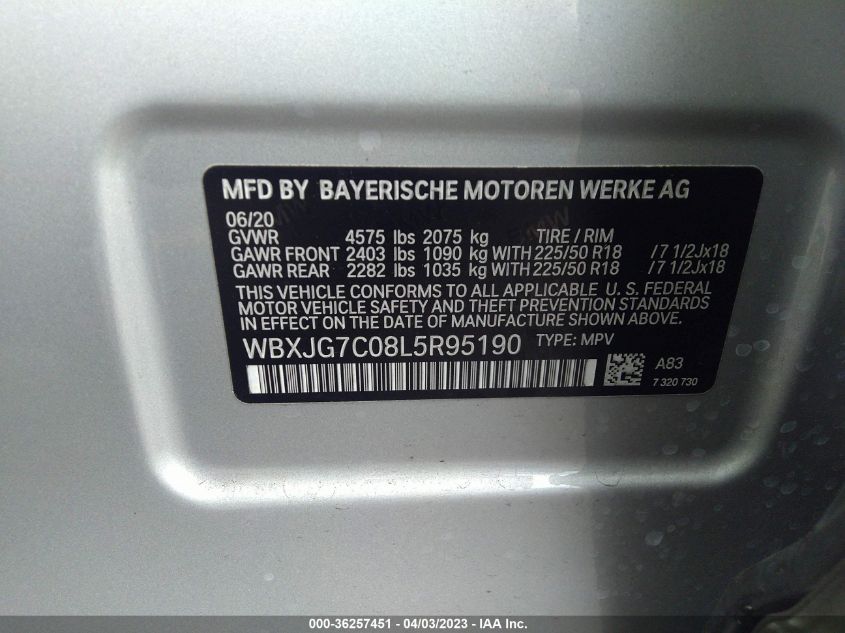 MFD BY BAYERISCHE MOTOREN WERKE AG
06/20
GVWR 4575 lbs 2075 kg TIRE / RIM
GAWR FRONT 2403 lbs 1090 kg WITH 225/50 R18 /7 1/2Jx18
GAWR REAR 2282 lbs 1035 kg WITH 225/50 R18 /7 1/2Jx18
THIS VEHICLE CONFORMS TO ALL APPLICABLE U. S. FEDERAL
MOTOR VEHICLE SAFETY AND THEFT PREVENTION STANDARDS
IN EFFECT ON THE DATE OF MANUFACTURE SHOWN ABOVE.
WBXJG7C08L5R95190 TYPE: MPV
A83
7 320 730
000-36257451 - 04/03/2023 - IAA Inc.